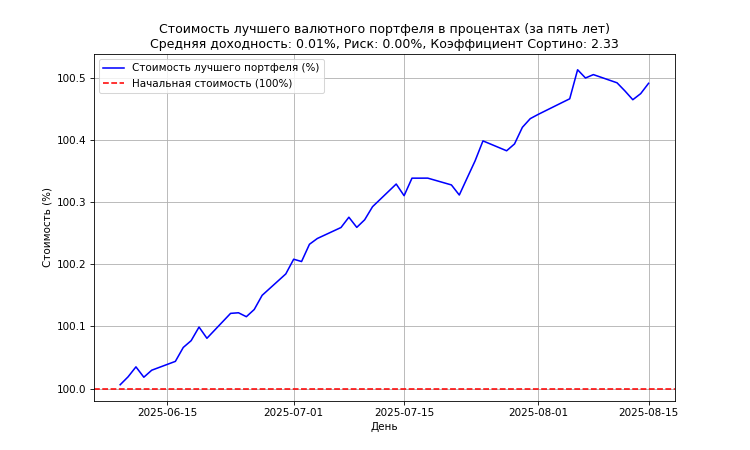 Стоимость лучшего валютного портфеля в процентах (за пять лет)
Средняя доходность: 0.01%, Риск: 0.00%, Коэффициент Сортино: 2.33
Стоимость лучшего портфеля (%)
Начальная стоимость (100%)
Стоимость (%)
100.5
100.4
100.3
100.2
100.1
100.0
2025-06-15
2025-07-01
2025-07-15
2025-08-01
2025-08-15
День